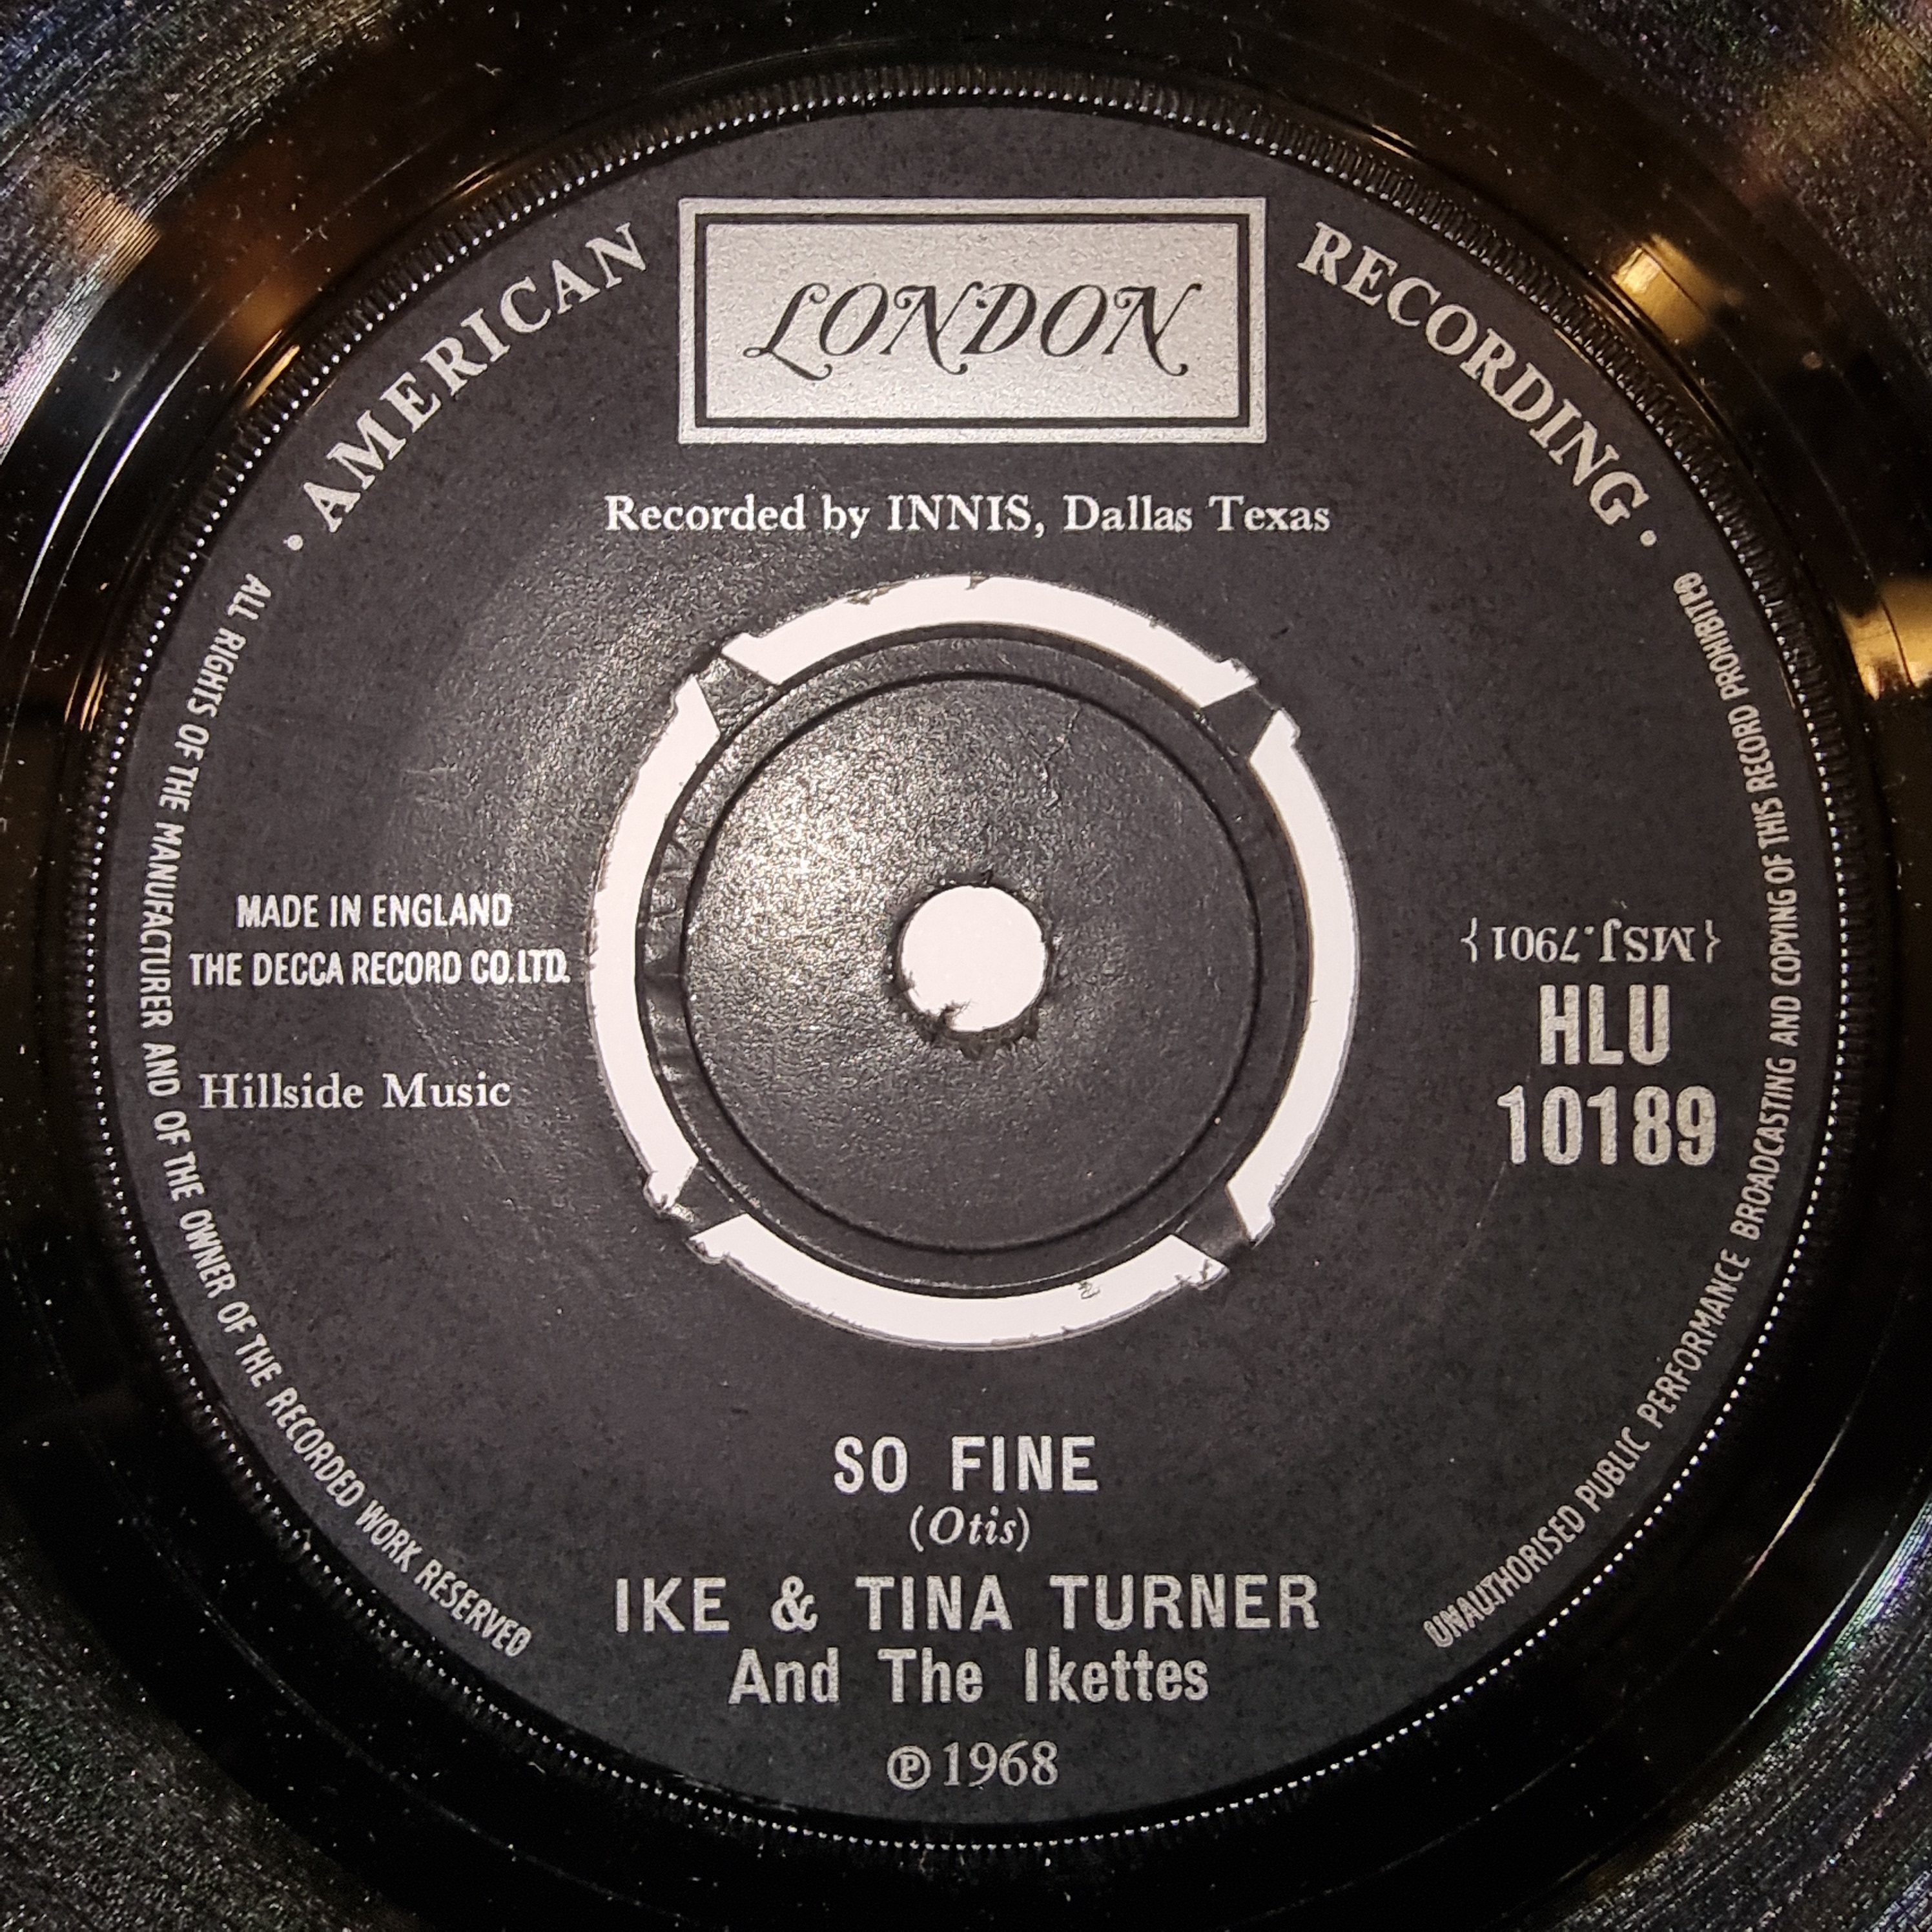 LONDON
· AMERICAN RECORDING ·
Recorded by INNIS, Dallas Texas
MADE IN ENGLAND
THE DECCA RECORD CO.LTD.
Hillside Music
{MSJ.7901}
HLU
10189
SO FINE
(Otis)
IKE & TINA TURNER
And The Ikettes
℗ 1968
ALL RIGHTS OF THE MANUFACTURER AND OF THE OWNER OF THE RECORDED WORK RESERVED
UNAUTHORISED PUBLIC PERFORMANCE BROADCASTING AND COPYING OF THIS RECORD PROHIBITED